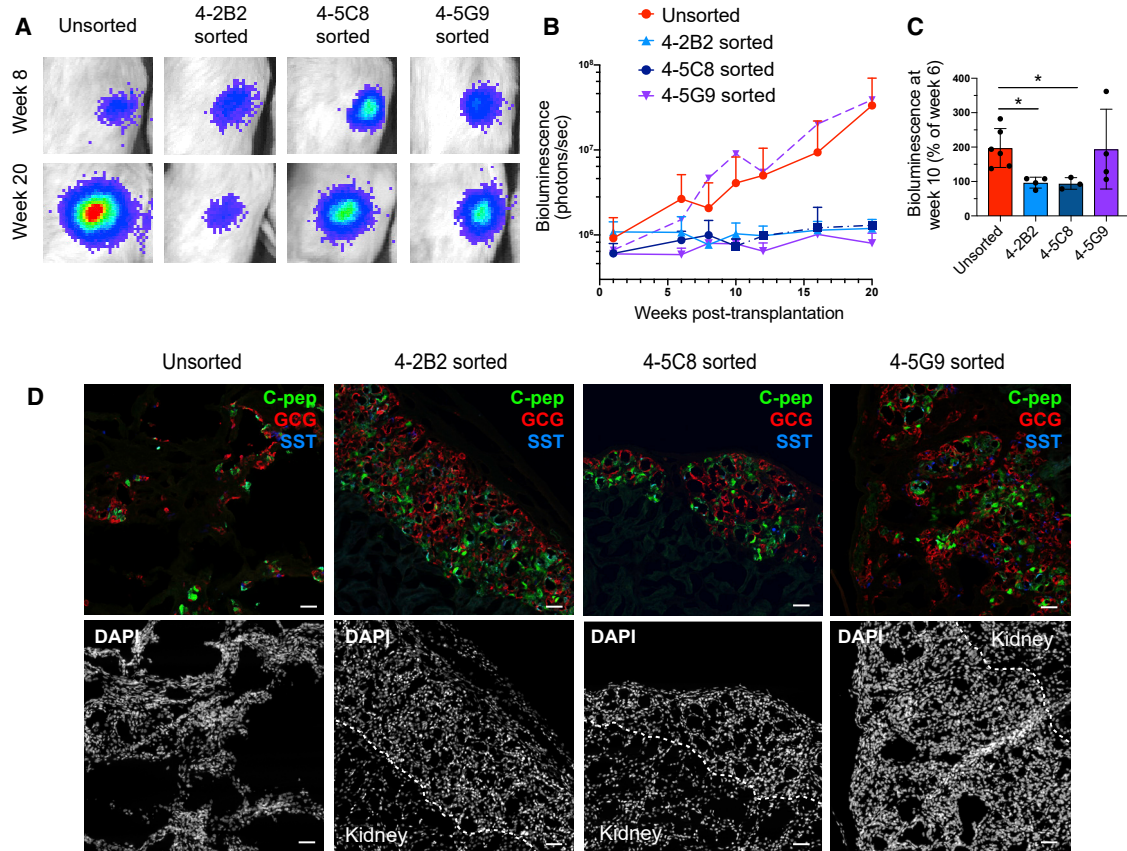 A
Unsorted
4-2B2
sorted
4-5C8
sorted
4-5G9
sorted
Week 8
Week 20
B
Unsorted
4-2B2 sorted
4-5C8 sorted
4-5G9 sorted
Bioluminescence
(photons/sec)
10⁸
10⁷
10⁶
0 5 10 15 20
Weeks post-transplantation
C
Bioluminescence at
week 10 (% of week 6)
400
300
200
150
100
50
0
*
*
Unsorted
4-2B2
4-5C8
4-5G9
D
Unsorted
4-2B2 sorted
4-5C8 sorted
4-5G9 sorted
C-pep
GCG
SST
C-pep
GCG
SST
C-pep
GCG
SST
C-pep
GCG
SST
DAPI
DAPI
Kidney
DAPI
Kidney
DAPI
Kidney